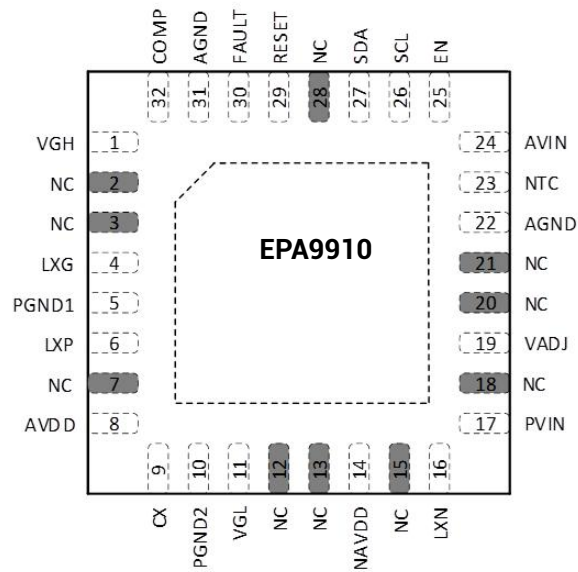 COMP AGND FAULT RESET NC SDA SCL EN
32 31 30 29 28 27 26 25
VGH 1 24 AVIN
NC 2 23 NTC
NC 3 22 AGND
LXG 4 21 NC
PGND1 5 20 NC
LXP 6 19 VADJ
NC 7 18 NC
AVDD 8 17 PVIN
EPA9910
9 10 11 12 13 14 15 16
CX PGND2 VGL NC NC NAVDD NC LXN